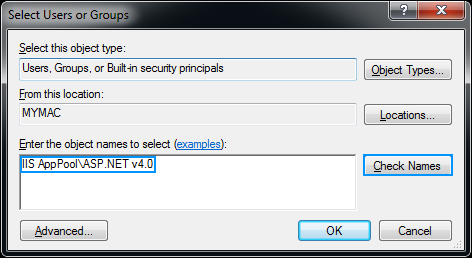 Select Users or Groups
?
Select this object type:
Users, Groups, or Built-in security principals
Object Types...
From this location:
MYMAC
Locations...
Enter the object names to select (examples):
IIS AppPool\ASP.NET v4.0
Check Names
Advanced...
OK
Cancel